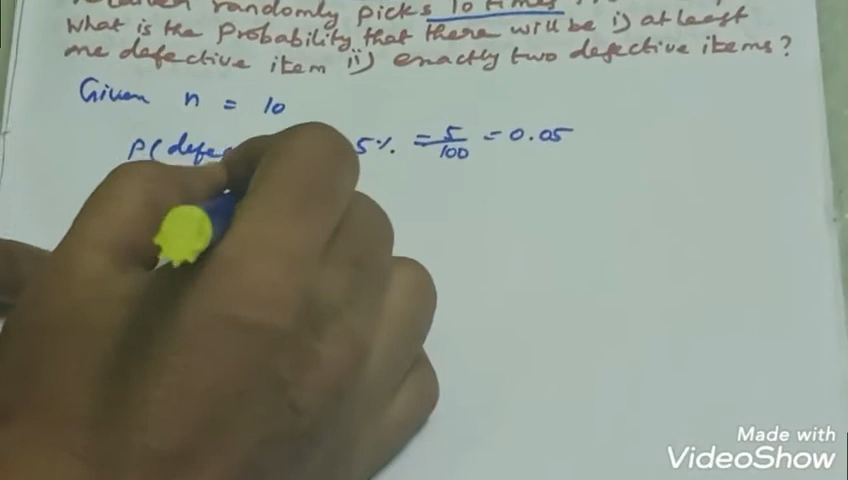 randomly picks 10 times
What is the Probability that there will be i) at least
one defective item ii) exactly two defective items?
Given n = 10
P(defe 5% = 5/100 = 0.05
Made with
VideoShow